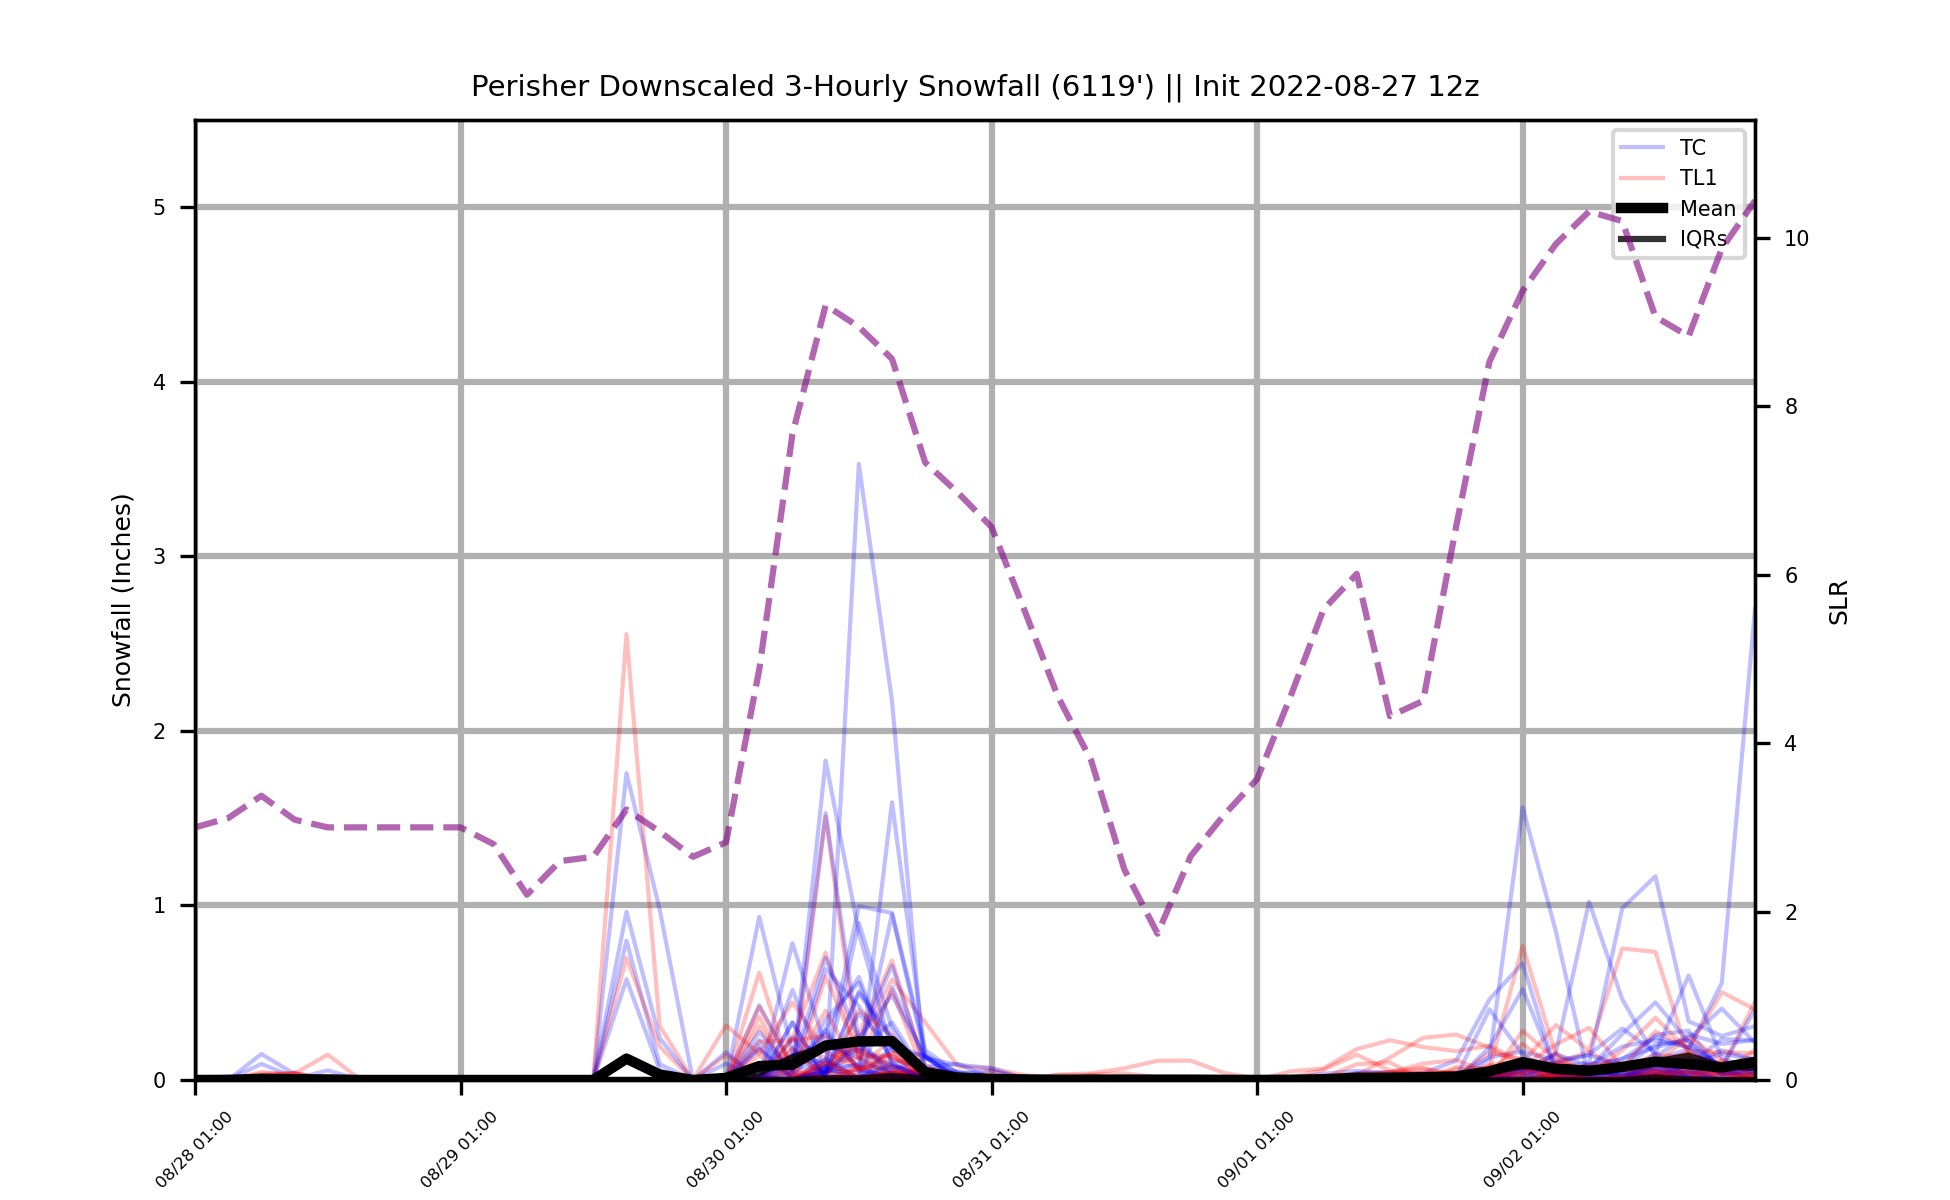 Perisher Downscaled 3-Hourly Snowfall (6119') || Init 2022-08-27 12z
TC
TL1
Mean
IQRs
Snowfall (Inches)
5
4
3
2
1
0
SLR
10
8
6
4
2
0
08/28 01:00
08/29 01:00
08/30 01:00
08/31 01:00
09/01 01:00
09/02 01:00